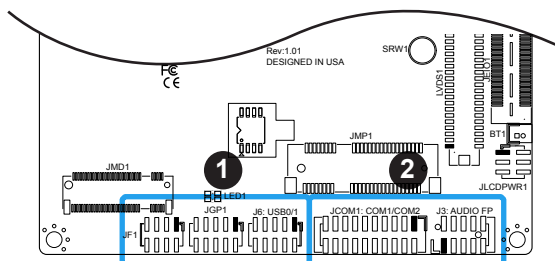 Rev:1.01
DESIGNED IN USA
SRW1
LVDS1
JEIO1
FC
CE
BT1
JMP1
JMD1
1
2
LED1
JLCDPWR1
JF1
JGP1
J6: USB0/1
JCOM1: COM1/COM2
J3: AUDIO FP